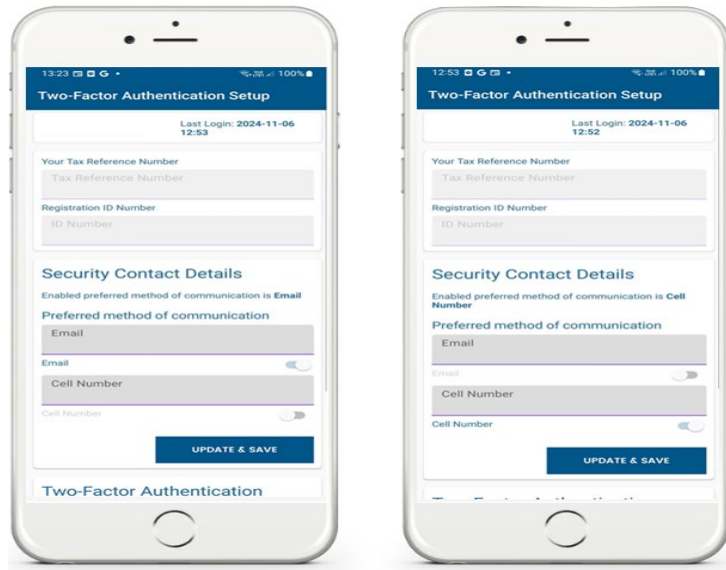 13:23
100%
Two-Factor Authentication Setup
Last Login: 2024-11-06
12:53
Your Tax Reference Number
Tax Reference Number
Registration ID Number
ID Number
Security Contact Details
Enabled preferred method of communication is Email
Preferred method of communication
Email
Email
Cell Number
Cell Number
UPDATE & SAVE
Two-Factor Authentication
12:53
100%
Two-Factor Authentication Setup
Last Login: 2024-11-06
12:52
Your Tax Reference Number
Tax Reference Number
Registration ID Number
ID Number
Security Contact Details
Enabled preferred method of communication is Cell
Number
Preferred method of communication
Email
Email
Cell Number
Cell Number
UPDATE & SAVE